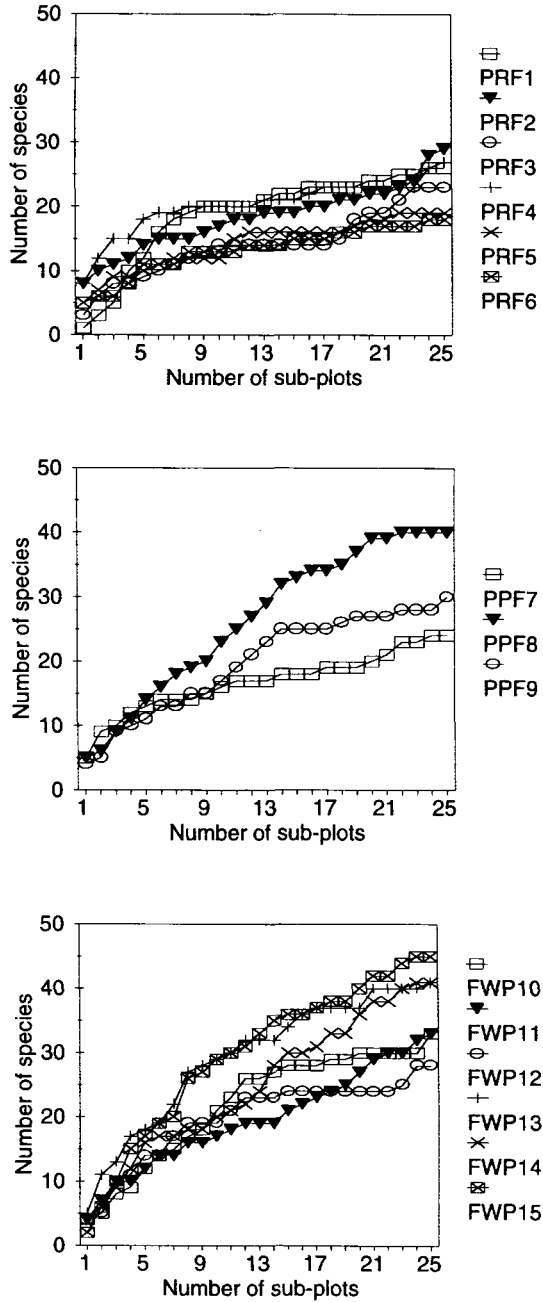 50
40
30
20
10
0
Number of species
1 5 9 13 17 21 25
Number of sub-plots
PRF1
PRF2
PRF3
PRF4
PRF5
PRF6
50
40
30
20
10
0
Number of species
1 5 9 13 17 21 25
Number of sub-plots
PPF7
PPF8
PPF9
50
40
30
20
10
0
Number of species
1 5 9 13 17 21 25
Number of sub-plots
FWP10
FWP11
FWP12
FWP13
FWP14
FWP15